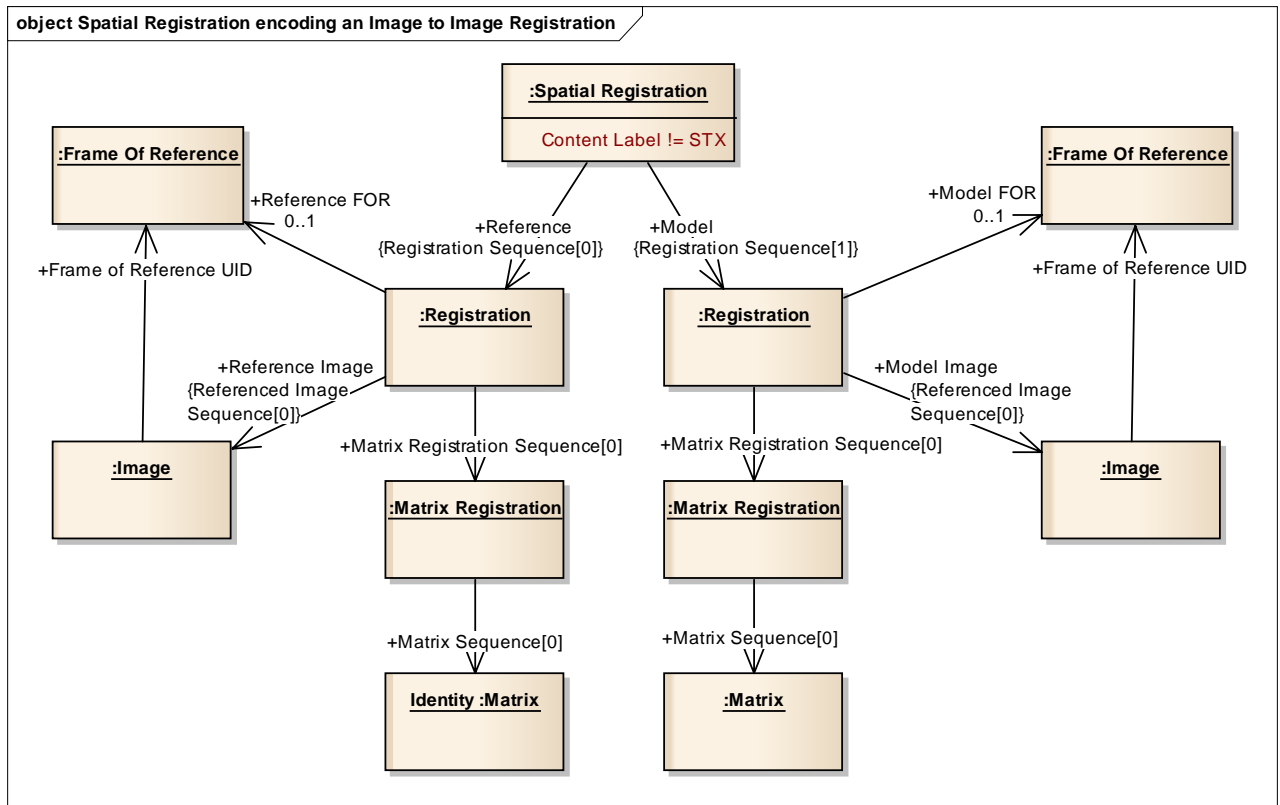 object Spatial Registration encoding an Image to Image Registration
:Spatial Registration
Content Label != STX
:Frame Of Reference
:Frame Of Reference
+Reference FOR
0..1
+Model FOR
0..1
+Reference
{Registration Sequence[0]}
+Model
{Registration Sequence[1]}
+Frame of Reference UID
+Frame of Reference UID
:Registration
:Registration
+Reference Image
{Referenced Image
Sequence[0]}
+Model Image
{Referenced Image
Sequence[0]}
+Matrix Registration Sequence[0]
+Matrix Registration Sequence[0]
:Image
:Image
:Matrix Registration
:Matrix Registration
+Matrix Sequence[0]
+Matrix Sequence[0]
Identity :Matrix
:Matrix